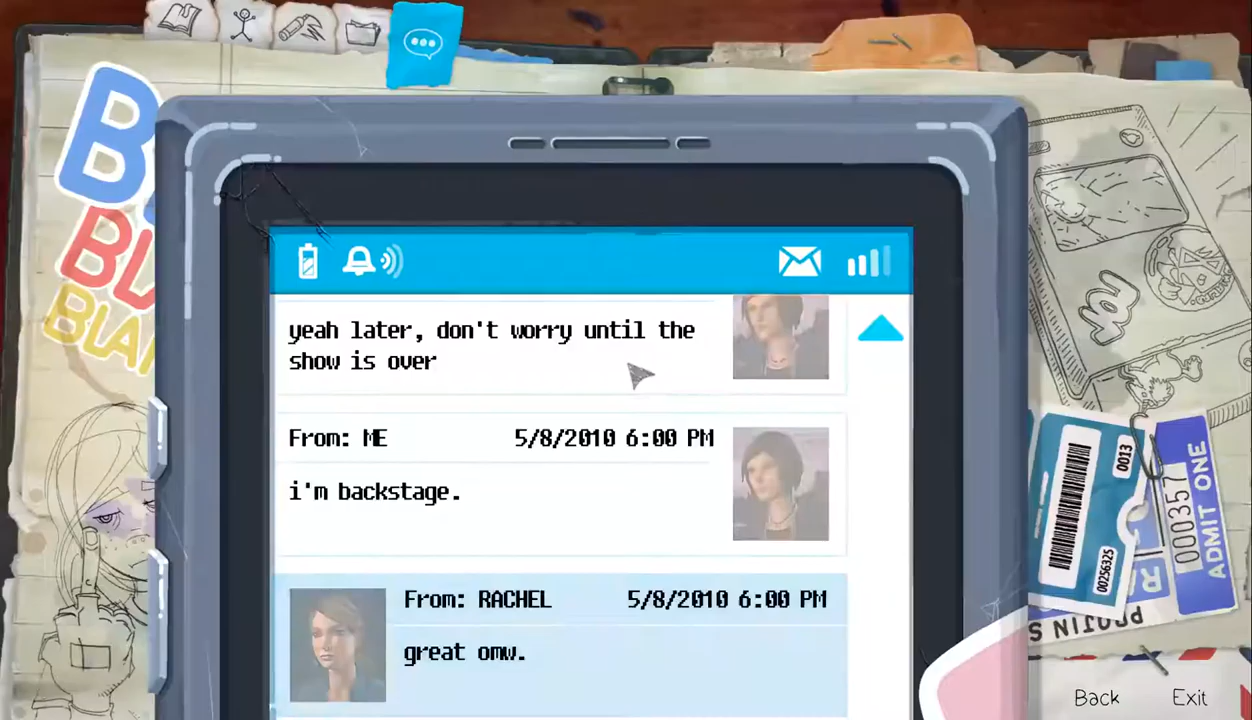 yeah later, don't worry until the
show is over
From: ME 5/8/2010 6:00 PM
i'm backstage.
From: RACHEL 5/8/2010 6:00 PM
great omw.
0013
00256325
000357
ADMIT ONE
Back Exit